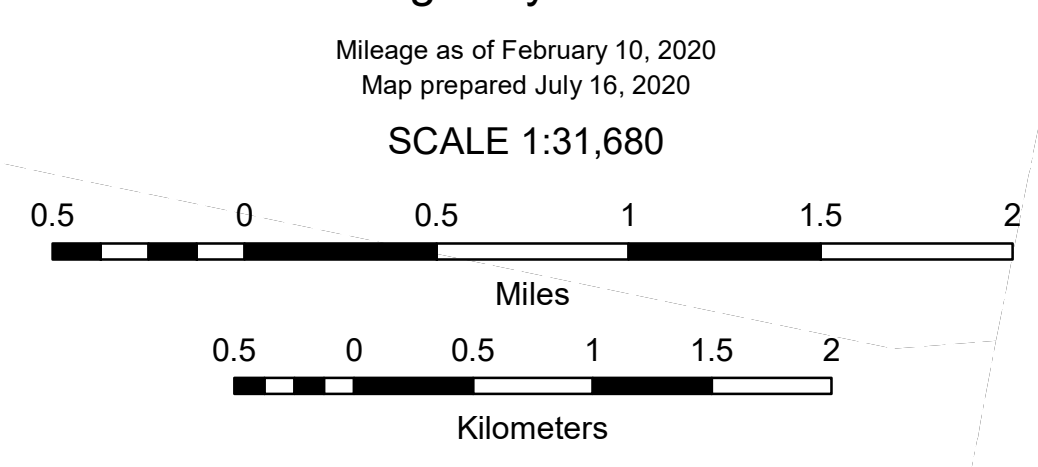 Mileage as of February 10, 2020
Map prepared July 16, 2020
SCALE 1:31,680
0.5 0 0.5 1 1.5 2
Miles
0.5 0 0.5 1 1.5 2
Kilometers